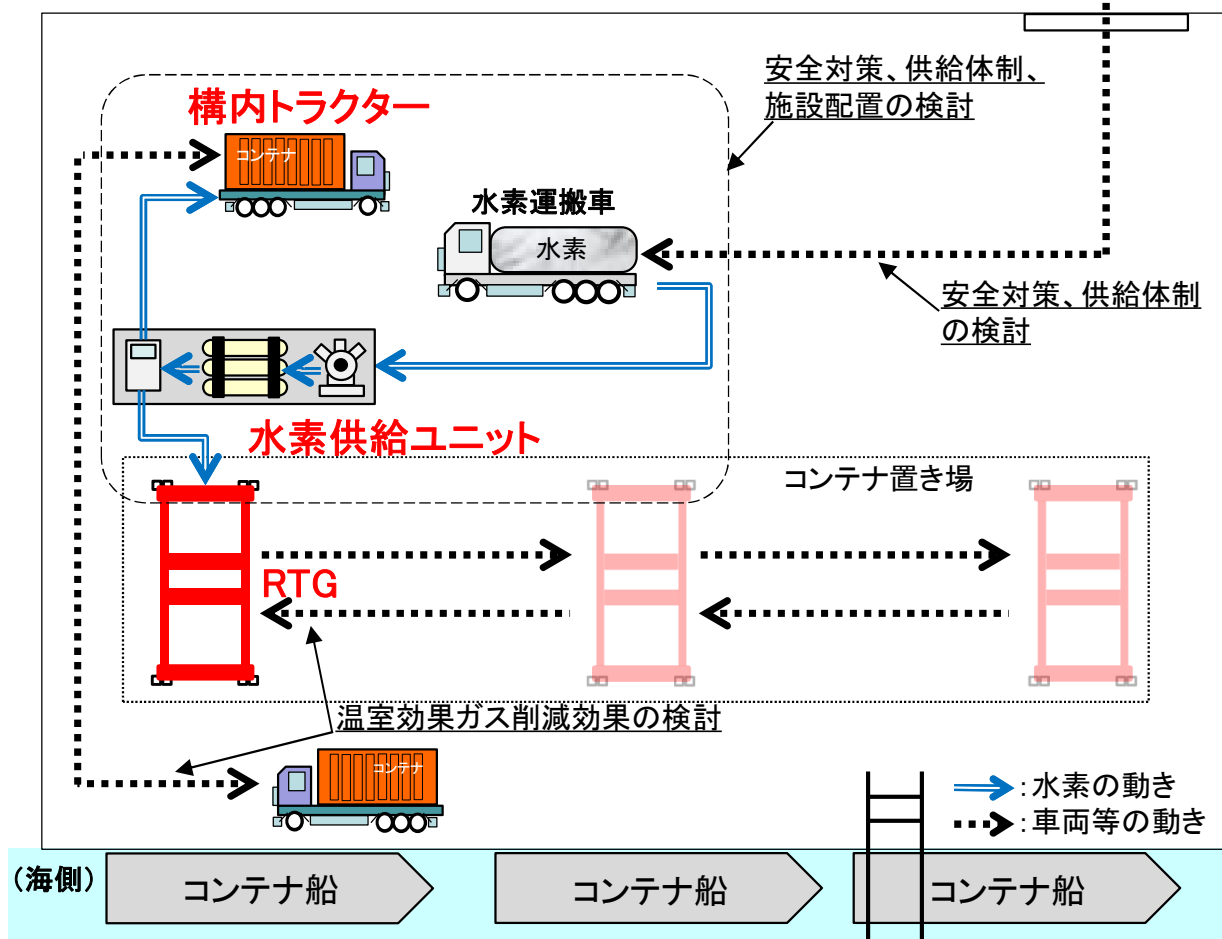 安全対策、供給体制、
施設配置の検討
構内トラクター
コンテナ
水素運搬車
水素
安全対策、供給体制
の検討
水素供給ユニット
コンテナ置き場
RTG
温室効果ガス削減効果の検討
コンテナ
:水素の動き
:車両等の動き
(海側)
コンテナ船
コンテナ船
コンテナ船